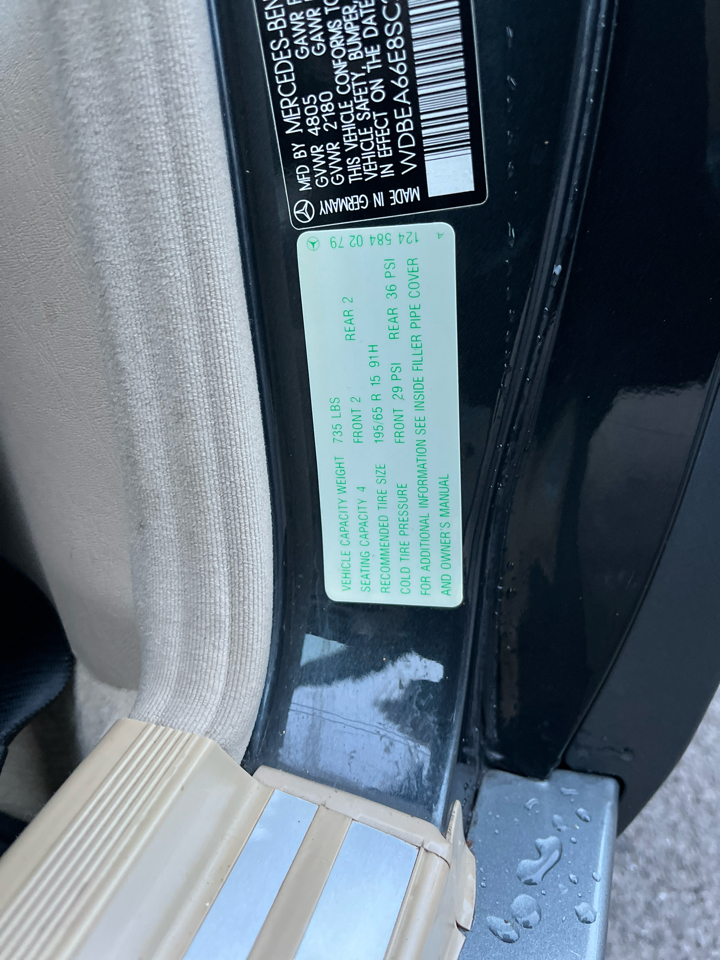 MFD BY MERCEDES-BEN
GVWR 4805 GAWR F
GVWR 2180 GAWR
THIS VEHICLE CONFORMS TO
VEHICLE SAFETY, BUMPER,
IN EFFECT ON THE DATE
WDBEA66E8SC
MADE IN GERMANY
124 584 02 79 A
VEHICLE CAPACITY WEIGHT 735 LBS
SEATING CAPACITY 4 FRONT 2 REAR 2
RECOMMENDED TIRE SIZE 195/65 R 15 91H
COLD TIRE PRESSURE FRONT 29 PSI REAR 36 PSI
FOR ADDITIONAL INFORMATION SEE INSIDE FILLER PIPE COVER
AND OWNER'S MANUAL